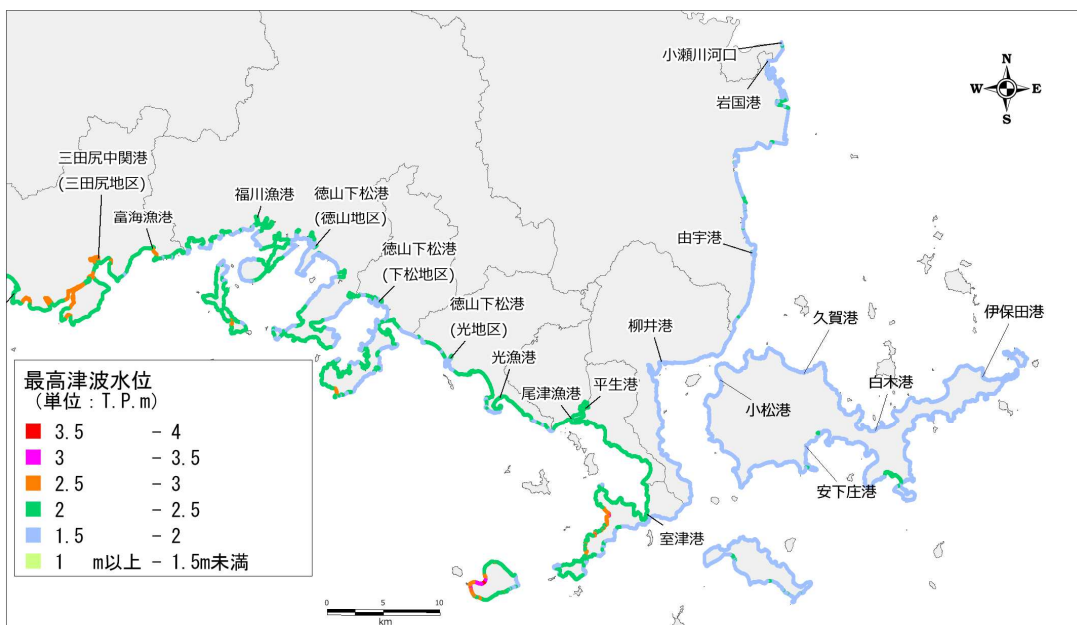 小瀬川河口
岩国港
N
W E
S
三田尻中関港
(三田尻地区)
富海漁港
福川漁港
徳山下松港
(徳山地区)
徳山下松港
(下松地区)
由宇港
徳山下松港
(光地区)
光漁港
尾津漁港
平生港
柳井港
久賀港
伊保田港
白木港
小松港
安下庄港
室津港
最高津波水位
(単位：T.P.m)
3.5 - 4
3 - 3.5
2.5 - 3
2 - 2.5
1.5 - 2
1 m以上 - 1.5m未満
0 5 10
km